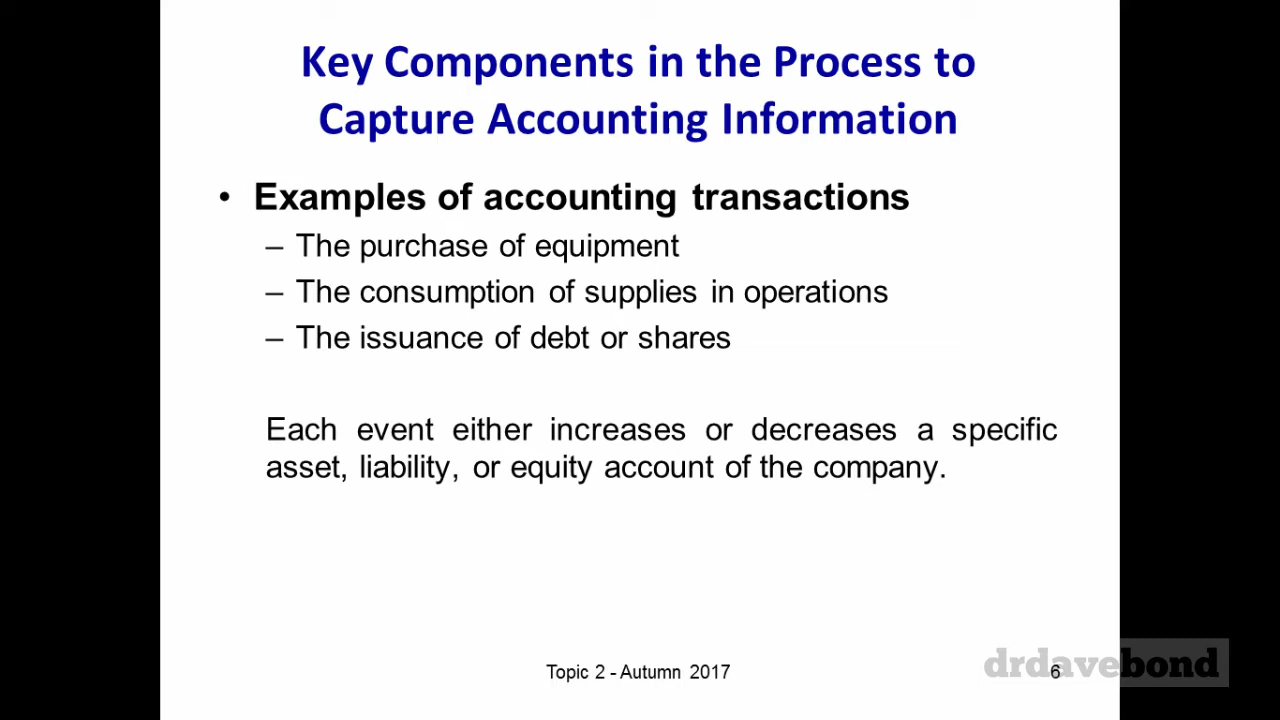 Key Components in the Process to
Capture Accounting Information
• Examples of accounting transactions
– The purchase of equipment
– The consumption of supplies in operations
– The issuance of debt or shares
Each event either increases or decreases a specific
asset, liability, or equity account of the company.
Topic 2 - Autumn 2017
6
drdavebond